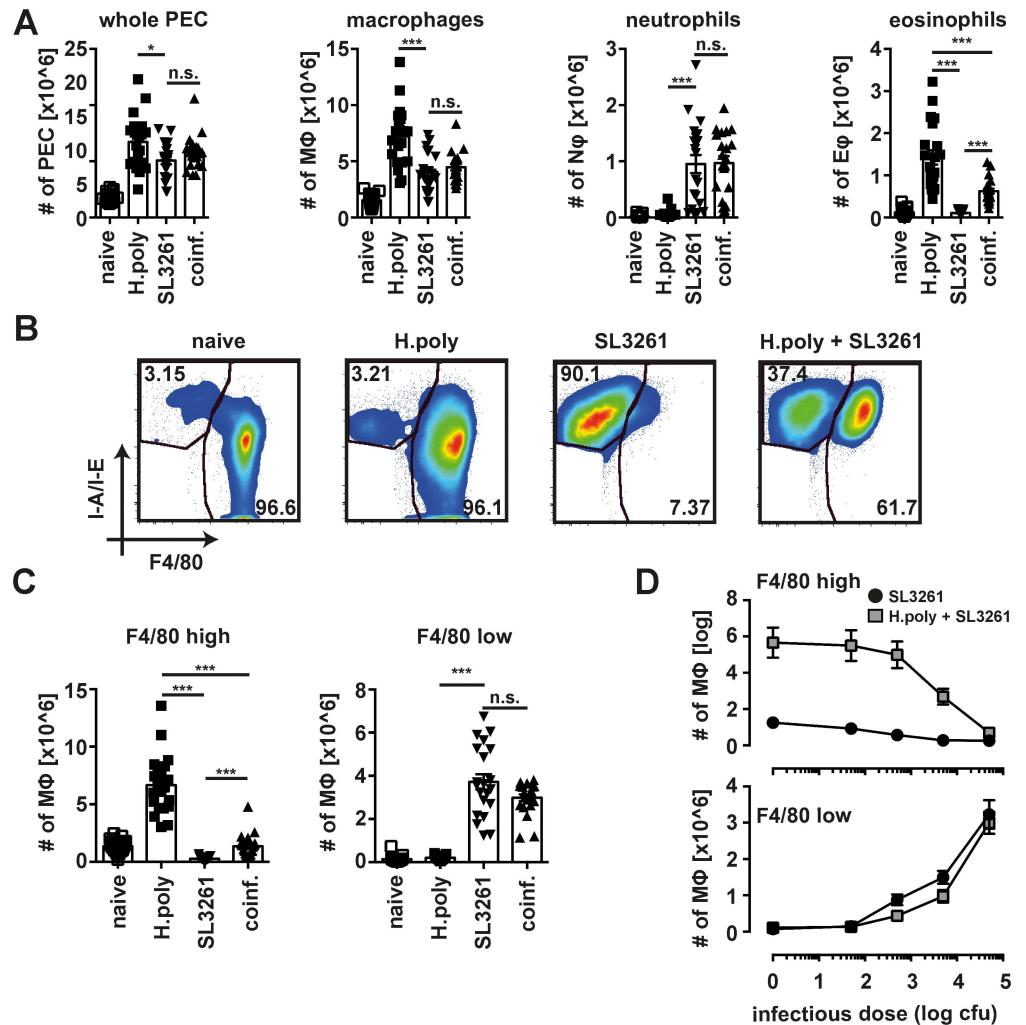 A
whole PEC
macrophages
neutrophils
eosinophils
# of PEC [x10^6]
25
20
15
10
5
0
*
n.s.
naive
H.poly
SL3261
coinf.
# of MΦ [x10^6]
15
10
5
0
***
n.s.
naive
H.poly
SL3261
coinf.
# of Nφ [x10^6]
3
2
1
0
***
n.s.
naive
H.poly
SL3261
coinf.
# of Eφ [x10^6]
4
3
2
1
0
***
***
***
naive
H.poly
SL3261
coinf.
B
naive
H.poly
SL3261
H.poly + SL3261
3.15
96.6
3.21
96.1
90.1
7.37
37.4
61.7
I-A/I-E
F4/80
C
F4/80 high
# of MΦ [x10^6]
15
10
5
0
***
***
***
naive
H.poly
SL3261
coinf.
F4/80 low
# of MΦ [x10^6]
8
6
4
2
0
***
n.s.
naive
H.poly
SL3261
coinf.
D
F4/80 high
SL3261
H.poly + SL3261
# of MΦ [log]
8
6
4
2
0
F4/80 low
# of MΦ [x10^6]
4
3
2
1
0
0 1 2 3 4 5
infectious dose (log cfu)